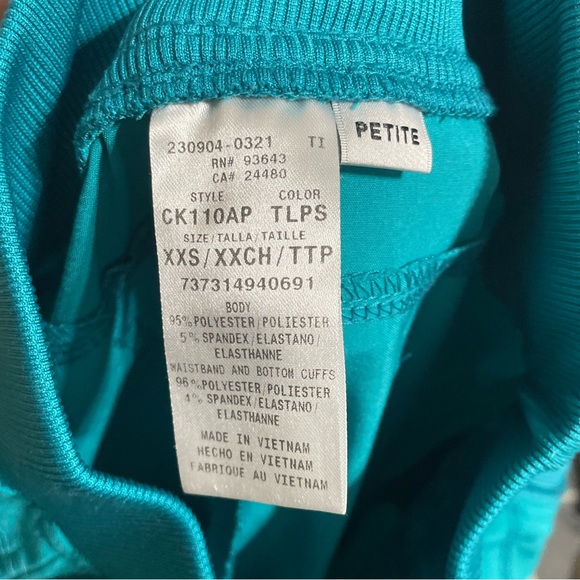 230904-0321 TI
RN# 93643
CA# 24480
STYLE COLOR
CK110AP TLPS
SIZE/TALLA/TAILLE
XXS/XXCH/TTP
737314940691
BODY
95%POLYESTER/POLIESTER
5%SPANDEX/ELASTANO/
ELASTHANNE
WAISTBAND AND BOTTOM CUFFS
96%POLYESTER/POLIESTER
4%SPANDEX/ELASTANO/
ELASTHANNE
MADE IN VIETNAM
HECHO EN VIETNAM
FABRIQUE AU VIETNAM
PETITE